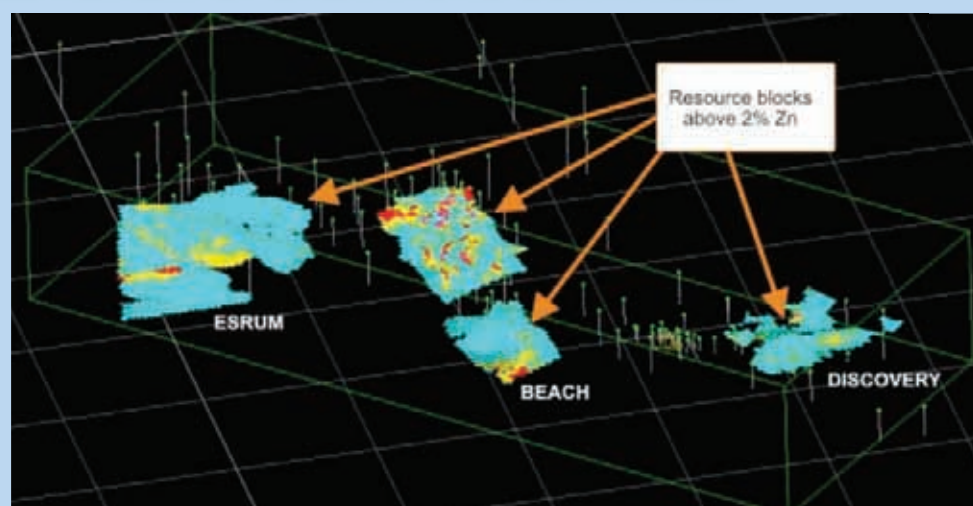 Resource blocks
above 2% Zn
ESRUM
BEACH
DISCOVERY